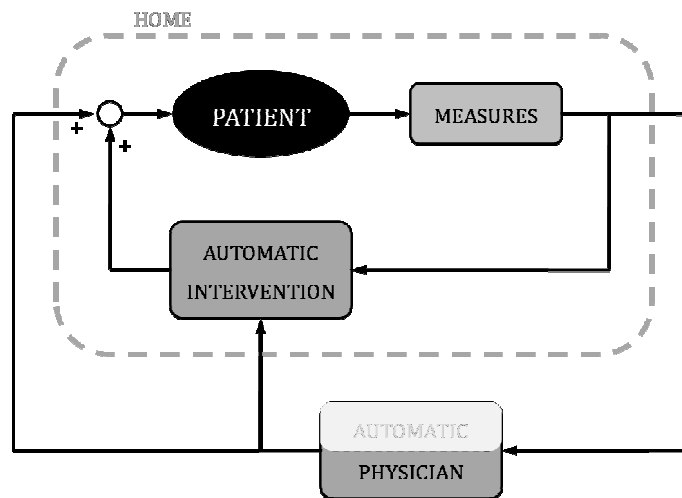 HOME
PATIENT
MEASURES
+
+
AUTOMATIC
INTERVENTION
AUTOMATIC
PHYSICIAN